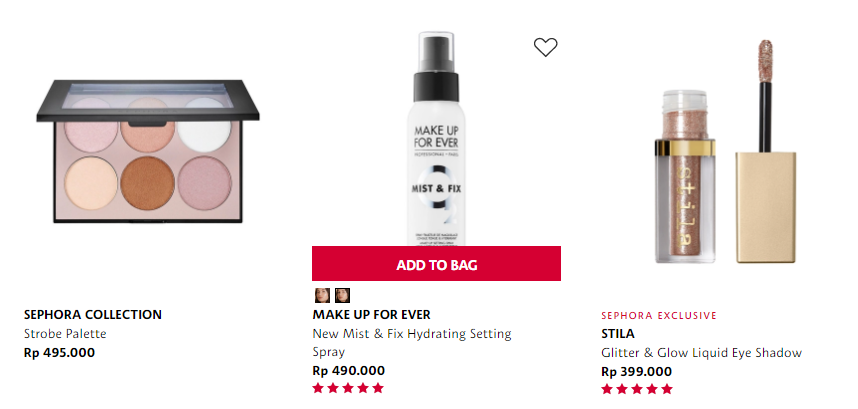 MAKE UP
FOR EVER
MIST & FIX
stila
ADD TO BAG
SEPHORA COLLECTION
Strobe Palette
Rp 495.000
MAKE UP FOR EVER
New Mist & Fix Hydrating Setting
Spray
Rp 490.000
SEPHORA EXCLUSIVE
STILA
Glitter & Glow Liquid Eye Shadow
Rp 399.000